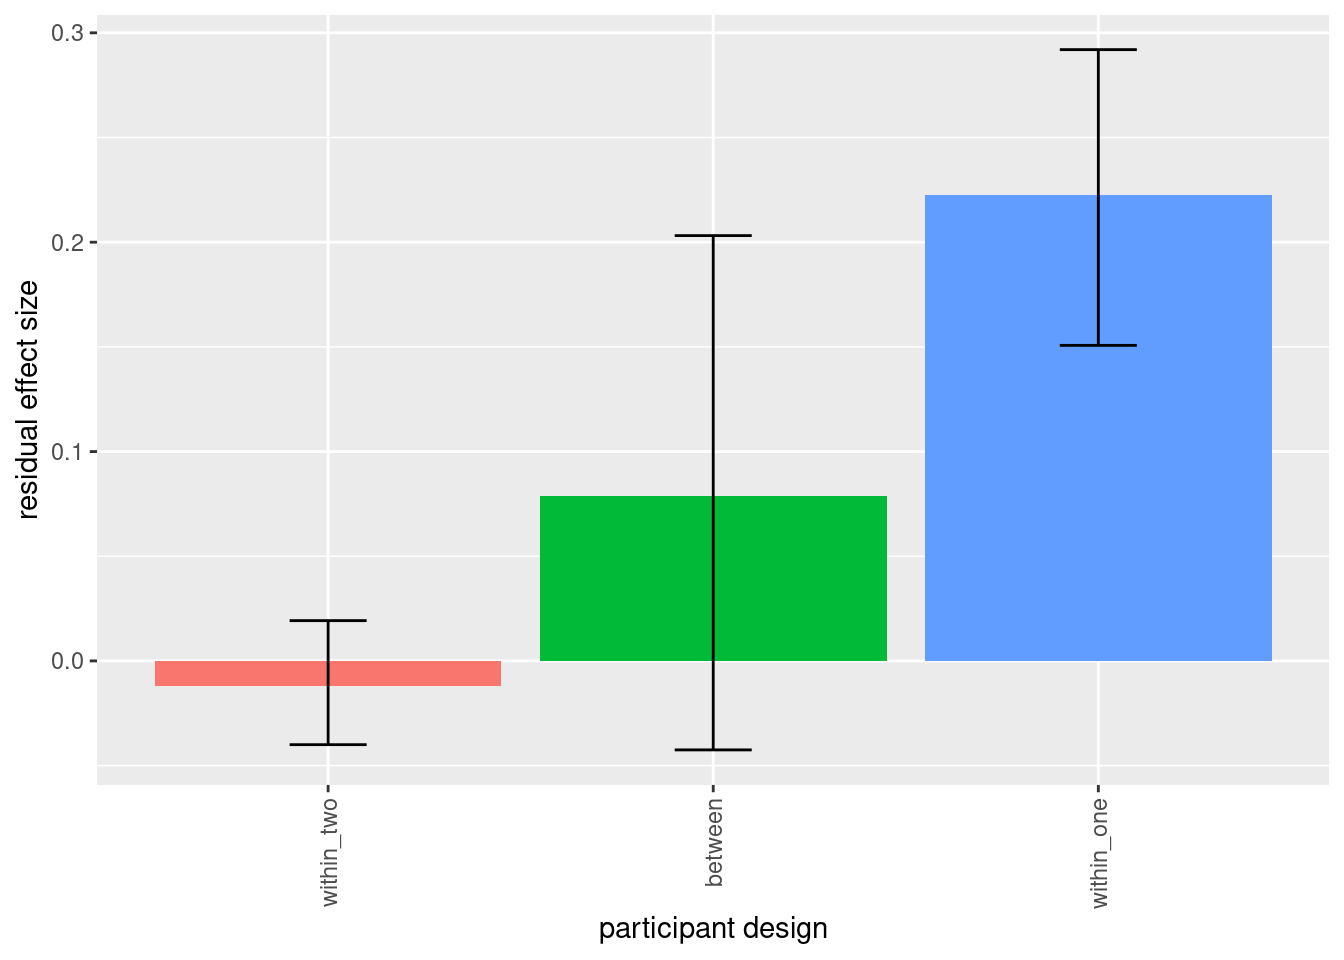 0.3
0.2
0.1
0.0
residual effect size
within_two
between
within_one
participant design